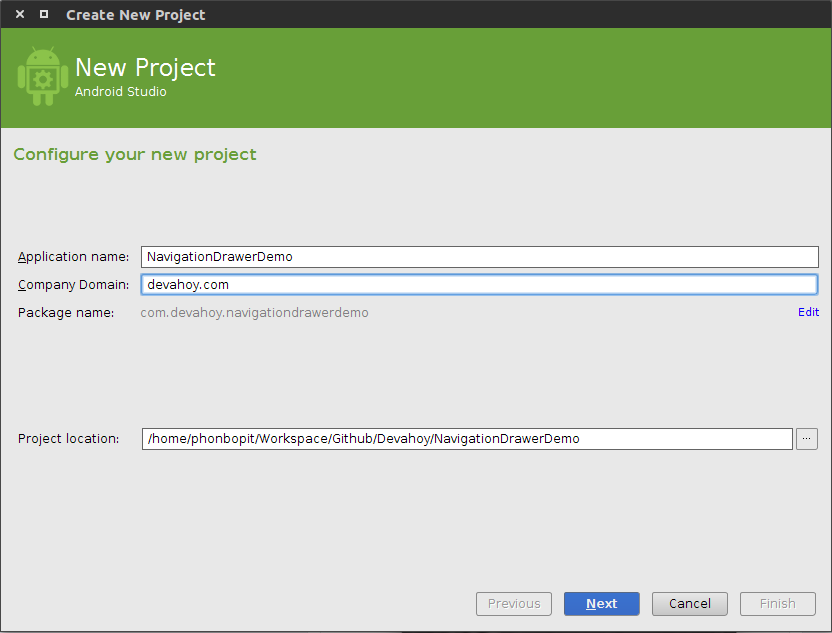 Create New Project
New Project
Android Studio
Configure your new project
Application name: NavigationDrawerDemo
Company Domain: devahoy.com
Package name: com.devahoy.navigationdrawerdemo Edit
Project location: /home/phonbopit/Workspace/Github/Devahoy/NavigationDrawerDemo ...
Previous Next Cancel Finish